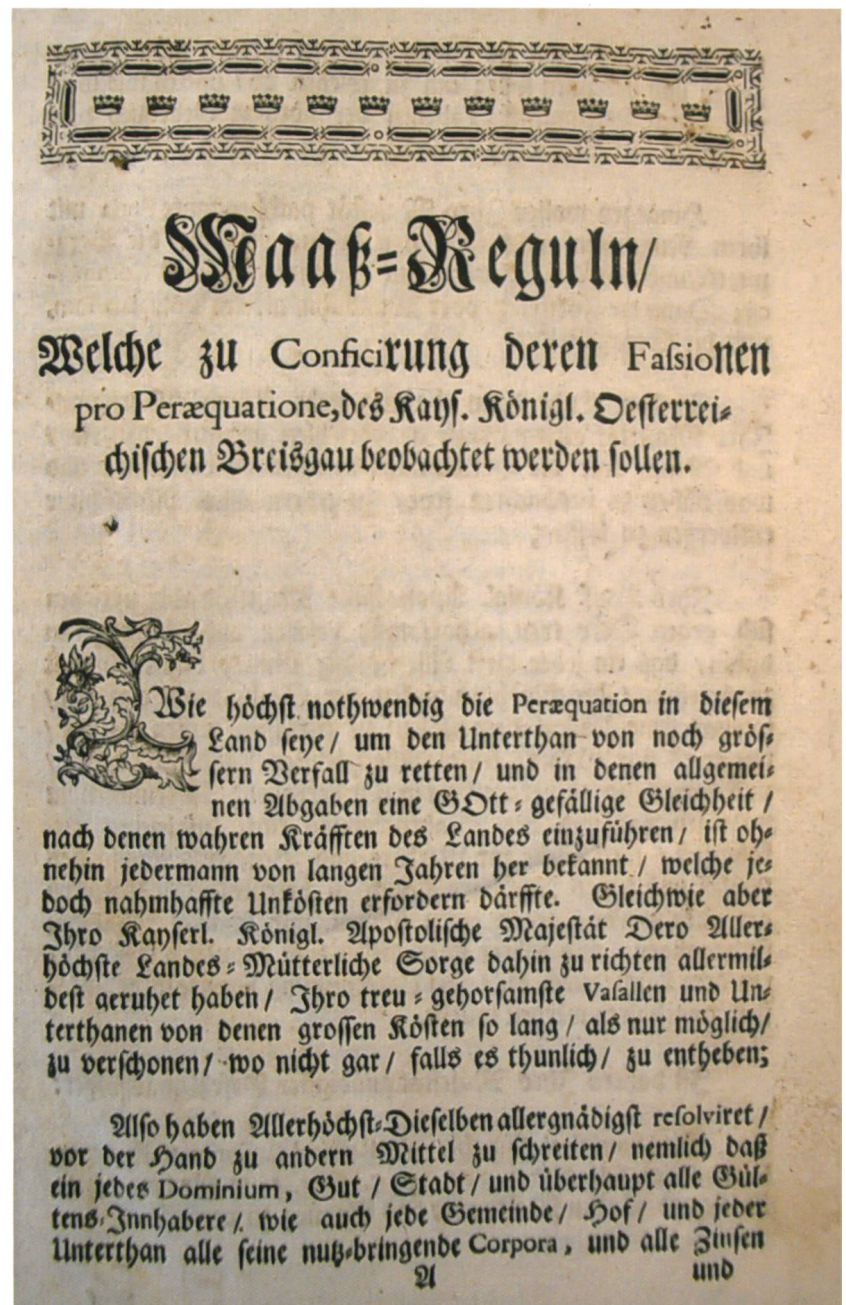 Maaß-Reguln/
Welche zu Conficirung deren Fassionen
pro Peræquatione, des Kays. Königl. Oesterrei-
chischen Breisgau beobachtet werden sollen.
Wie höchst nothwendig die Peræquation in diesem
Land seye / um den Unterthan von noch grös-
sern Verfall zu retten / und in denen allgemei-
nen Abgaben eine GOtt-gefällige Gleichheit /
nach denen wahren Kräfften des Landes einzuführen / ist oh-
nehin jedermann von langen Jahren her bekannt / welche je-
doch nahmhaffte Unkösten erfordern därffte. Gleichwie aber
Ihro Kayserl. Königl. Apostolische Majestät Dero Aller-
höchste Landes-Mütterliche Sorge dahin zu richten allermil-
dest geruhet haben / Ihro treu-gehorsamste Vasallen und Un-
terthanen von denen grossen Kösten so lang / als nur möglich /
zu verschonen / wo nicht gar / falls es thunlich / zu entheben;
Also haben Allerhöchst-Dieselben allergnädigst resolviret /
vor der Hand zu andern Mittel zu schreiten / nemlich daß
ein jedes Dominium, Gut / Stadt / und überhaupt alle Gül-
tens-Innhabere /. wie auch jede Gemeinde / Hof / und jeder
Unterthan alle seine nutz-bringende Corpora, und alle Zinsen
A und